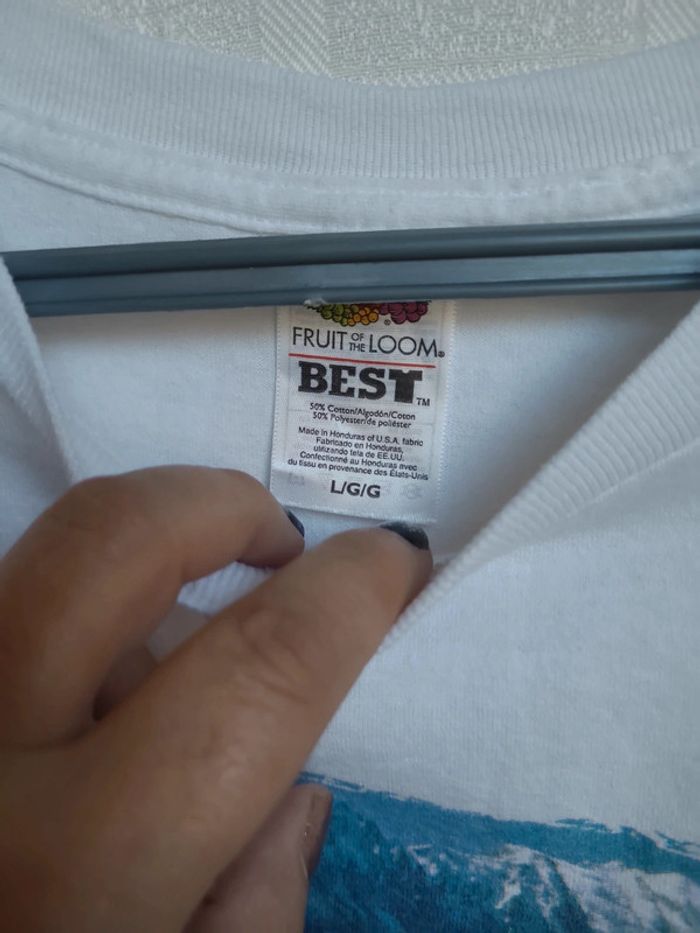 FRUIT OF THE LOOM®
BEST™
50% Cotton/Algodón/Coton
50% Polyester/de poliéster
Made in Honduras of U.S.A. fabric
Fabricado en Honduras,
utilizando tela de EE.UU.
Confectionné au Honduras avec
du tissu en provenance des États-Unis
L/G/G